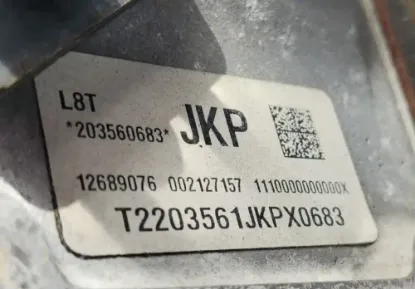 L8T
*203560683* JKP
12689076 002127157 1110000000000X
T2203561JKPX0683